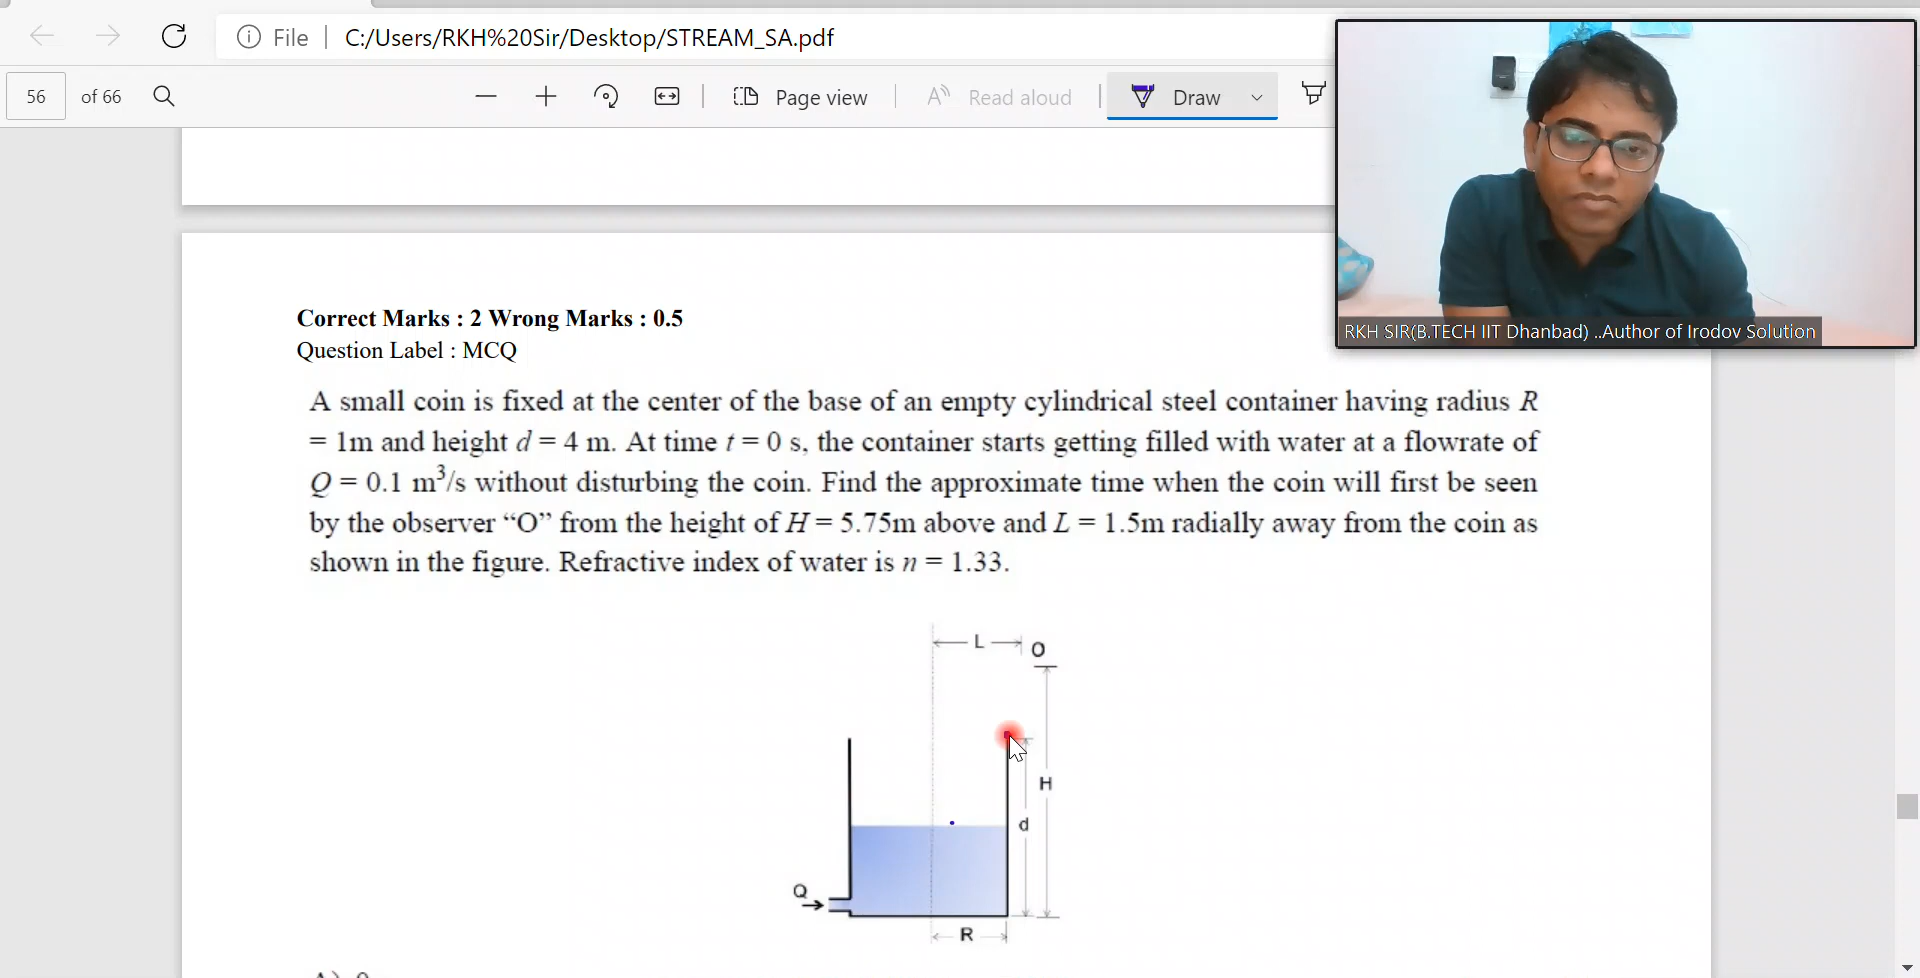 File | C:/Users/RKH%20Sir/Desktop/STREAM_SA.pdf
56 of 66 Page view Read aloud Draw
RKH SIR(B.TECH IIT Dhanbad) ..Author of Irodov Solution
Correct Marks : 2 Wrong Marks : 0.5
Question Label : MCQ
A small coin is fixed at the center of the base of an empty cylindrical steel container having radius R
= 1m and height d = 4 m. At time t = 0 s, the container starts getting filled with water at a flowrate of
Q = 0.1 m³/s without disturbing the coin. Find the approximate time when the coin will first be seen
by the observer “O” from the height of H = 5.75m above and L = 1.5m radially away from the coin as
shown in the figure. Refractive index of water is n = 1.33.
L
O
H
d
Q
R